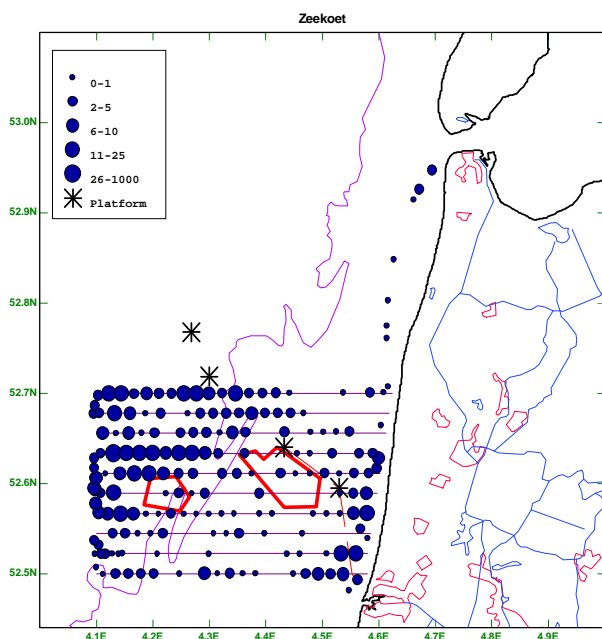 Zeekoet
0-1
2-5
6-10
11-25
26-1000
Platform
53.0N
52.9N
52.8N
52.7N
52.6N
52.5N
4.1E 4.2E 4.3E 4.4E 4.5E 4.6E 4.7E 4.8E 4.9E